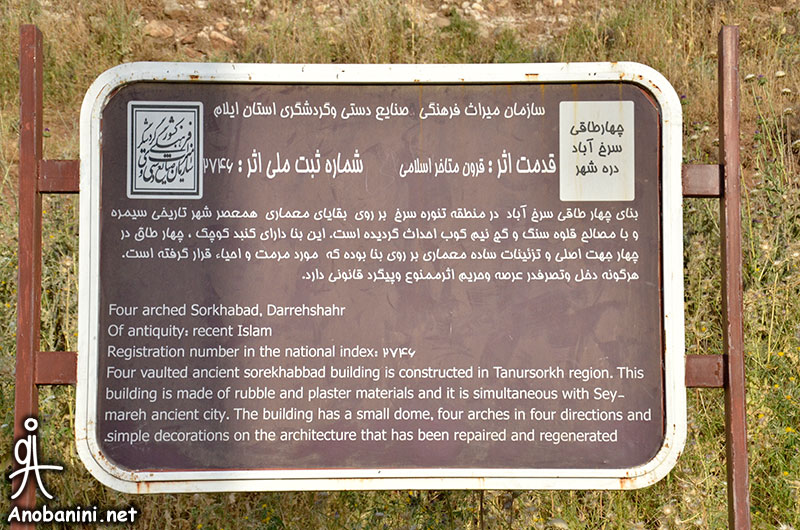 سازمان میراث فرهنگی صنایع دستی وگردشگری استان ایلام
چهارطاقی
سرخ آباد
دره شهر
قدمت اثر : قرون متاخر اسلامی
شماره ثبت ملی اثر : ۲۷۴۶
بنای چهار طاقی سرخ آباد در منطقه تنوره سرخ بر روی بقایای معماری همعصر شهر تاریخی سیمره
و با مصالح قلوه سنگ و گچ نیم کوب احداث گردیده است. این بنا دارای گنبد کوچک ، چهار طاق در
چهار جهت اصلی و تزئینات ساده معماری بر روی بنا بوده که مورد مرمت و احیاء قرار گرفته است.
هرگونه دخل وتصرفدر عرصه وحریم اثرممنوع وپیگرد قانونی دارد.
Four arched Sorkhabad, Darrehshahr
Of antiquity: recent Islam
Registration number in the national index: ۲۷۴۶
Four vaulted ancient sorekhabbad building is constructed in Tanursorkh region. This
building is made of rubble and plaster materials and it is simultaneous with Sey-
mareh ancient city. The building has a small dome, four arches in four directions and
.simple decorations on the architecture that has been repaired and regenerated
Anobanini.net